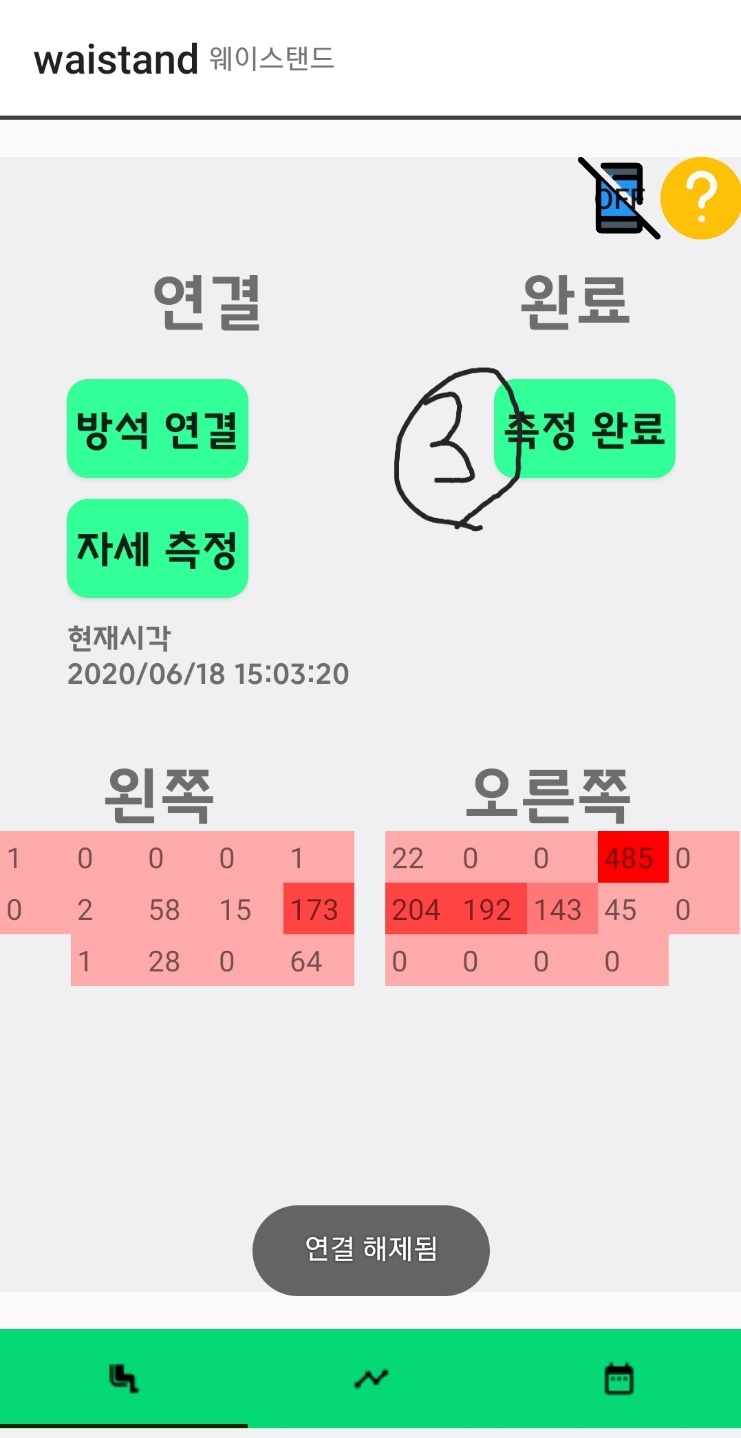 waistand 웨이스탠드
OFF ?
연결 완료
방석 연결 3 측정 완료
자세 측정
현재시각
2020/06/18 15:03:20
왼쪽 오른쪽
1 0 0 0 1 22 0 0 485 0
0 2 58 15 173 204 192 143 45 0
1 28 0 64 0 0 0 0
연결 해제됨